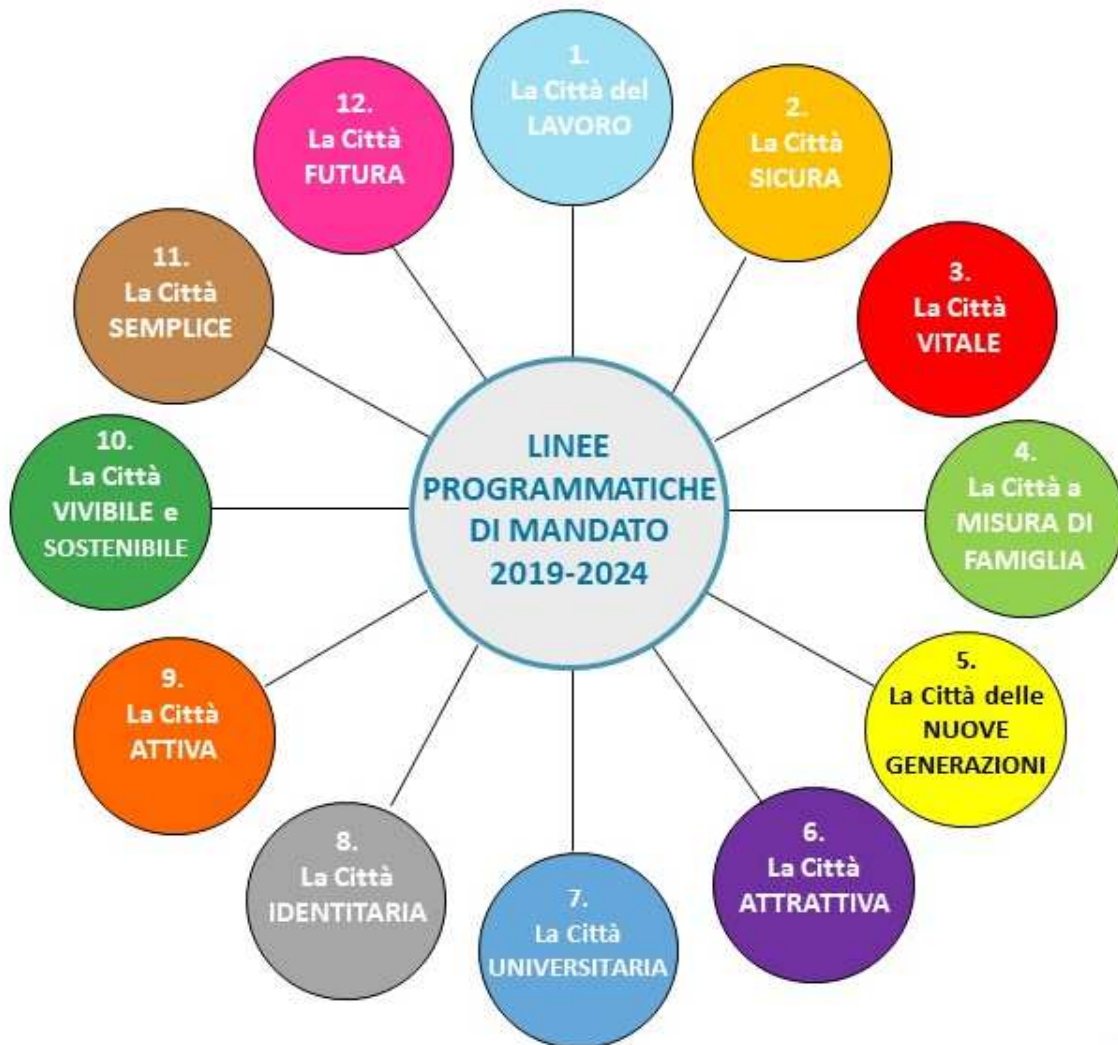 LINEE
PROGRAMMATICHE
DI MANDATO
2019-2024
1.
La Città del
LAVORO
2.
La Città
SICURA
3.
La Città
VITALE
4.
La Città a
MISURA DI
FAMIGLIA
5.
La Città delle
NUOVE
GENERAZIONI
6.
La Città
ATTRATTIVA
7.
La Città
UNIVERSITARIA
8.
La Città
IDENTITARIA
9.
La Città
ATTIVA
10.
La Città
VIVIBILE e
SOSTENIBILE
11.
La Città
SEMPLICE
12.
La Città
FUTURA